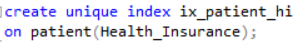 create unique index ix_patient_hi
on patient(Health_Insurance);